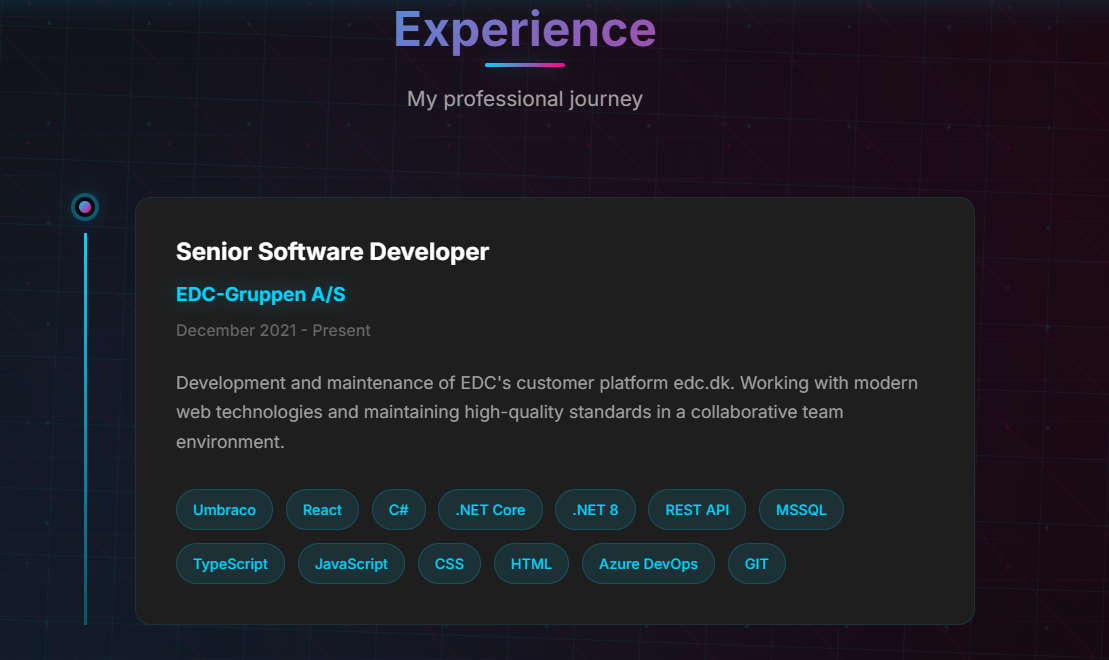 Experience
My professional journey
Senior Software Developer
EDC-Gruppen A/S
December 2021 - Present
Development and maintenance of EDC's customer platform edc.dk. Working with modern
web technologies and maintaining high-quality standards in a collaborative team
environment.
Umbraco React C# .NET Core .NET 8 REST API MSSQL
TypeScript JavaScript CSS HTML Azure DevOps GIT